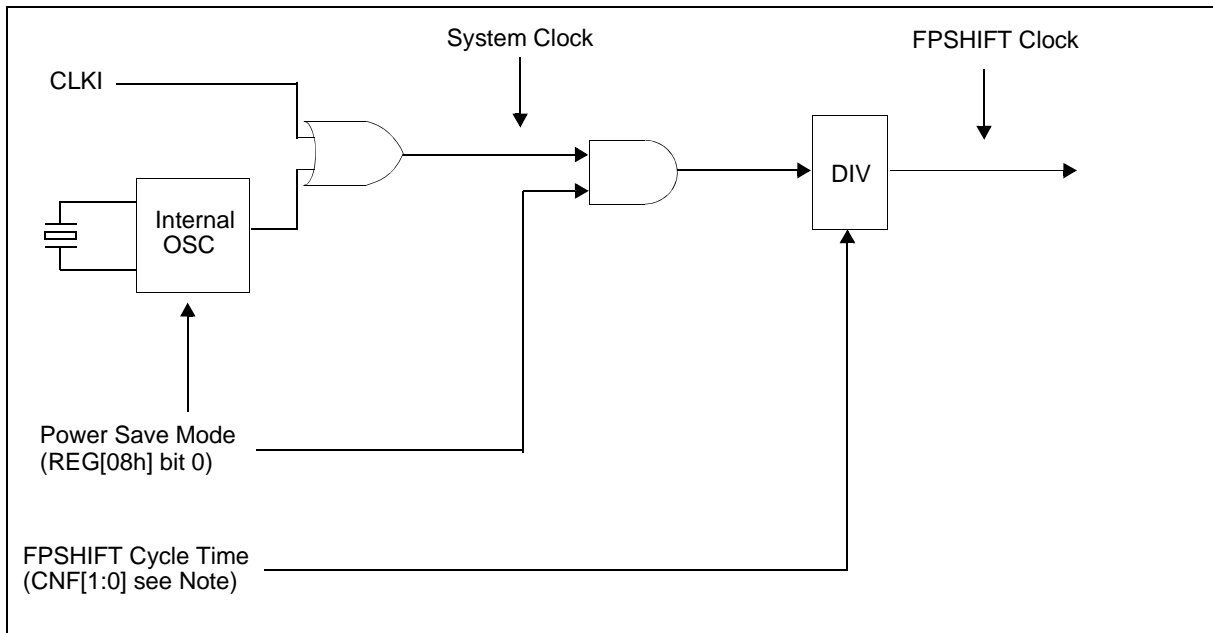 System Clock
FPSHIFT Clock
CLKI
DIV
Internal
OSC
Power Save Mode
(REG[08h] bit 0)
FPSHIFT Cycle Time
(CNF[1:0] see Note)